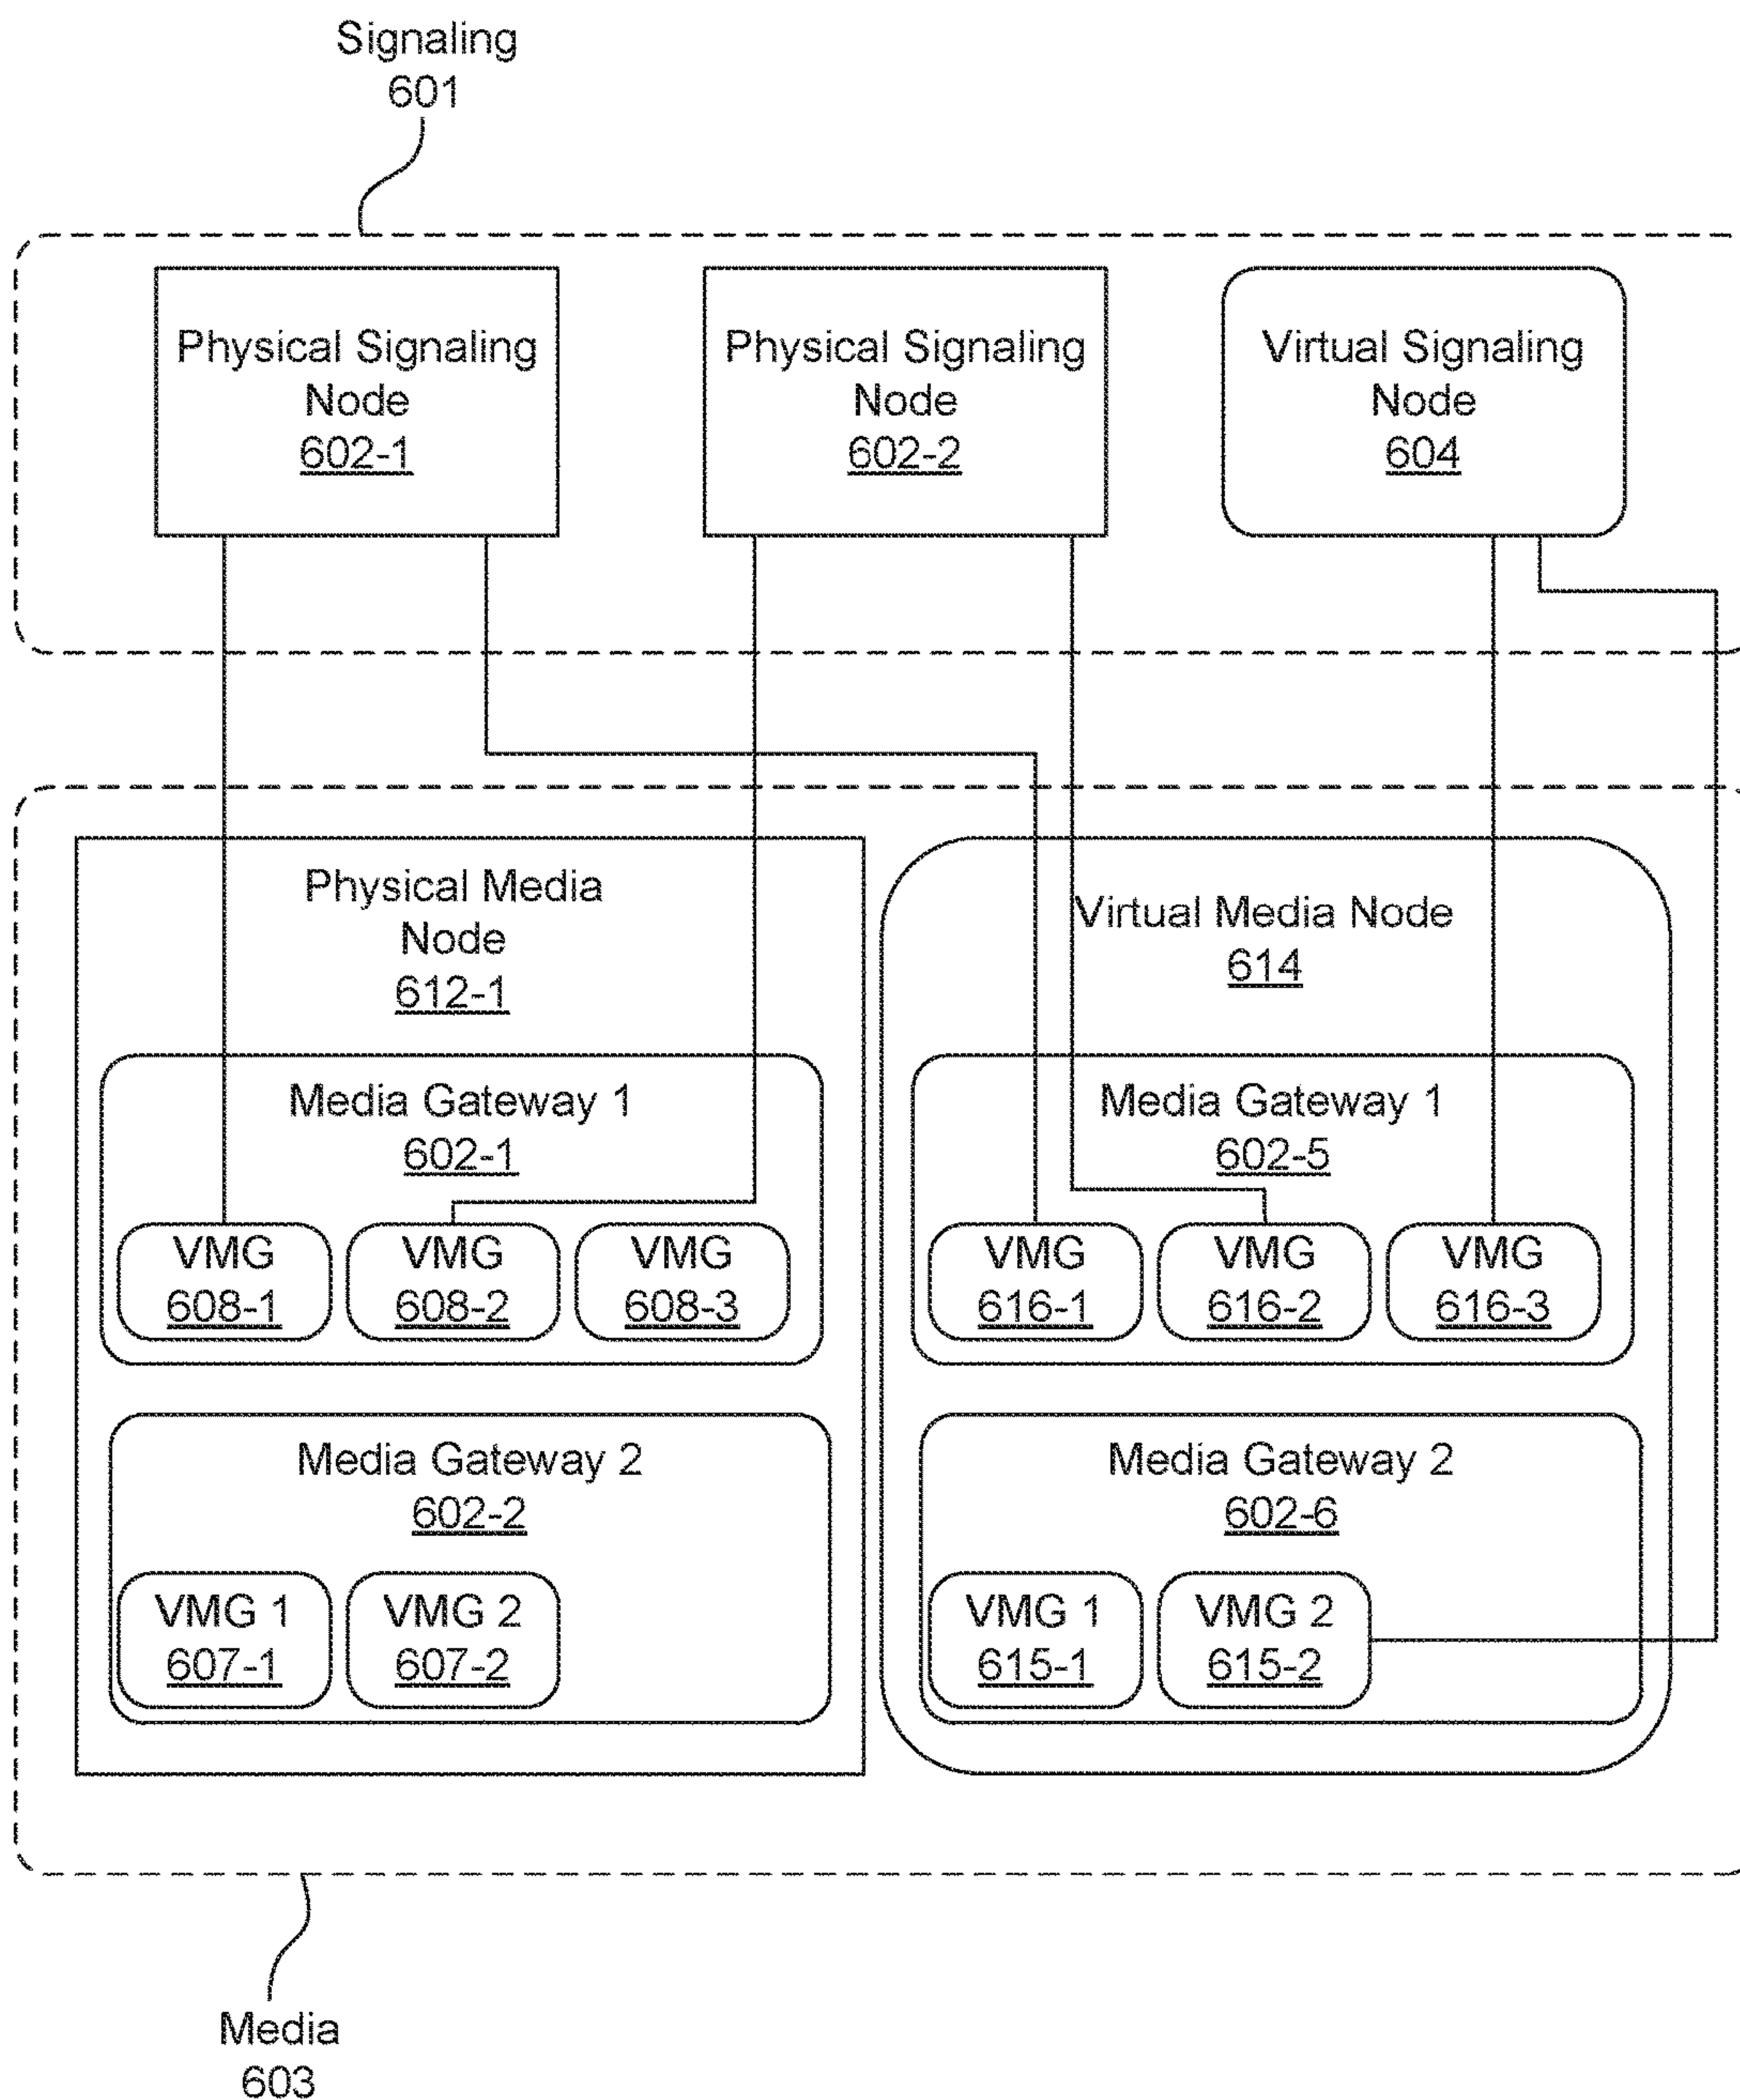 Signaling
601
Physical Signaling
Node
602-1
Physical Signaling
Node
602-2
Virtual Signaling
Node
604
Physical Media
Node
612-1
Media Gateway 1
602-1
VMG
608-1
VMG
608-2
VMG
608-3
Media Gateway 2
602-2
VMG 1
607-1
VMG 2
607-2
Virtual Media Node
614
Media Gateway 1
602-5
VMG
616-1
VMG
616-2
VMG
616-3
Media Gateway 2
602-6
VMG 1
615-1
VMG 2
615-2
Media
603